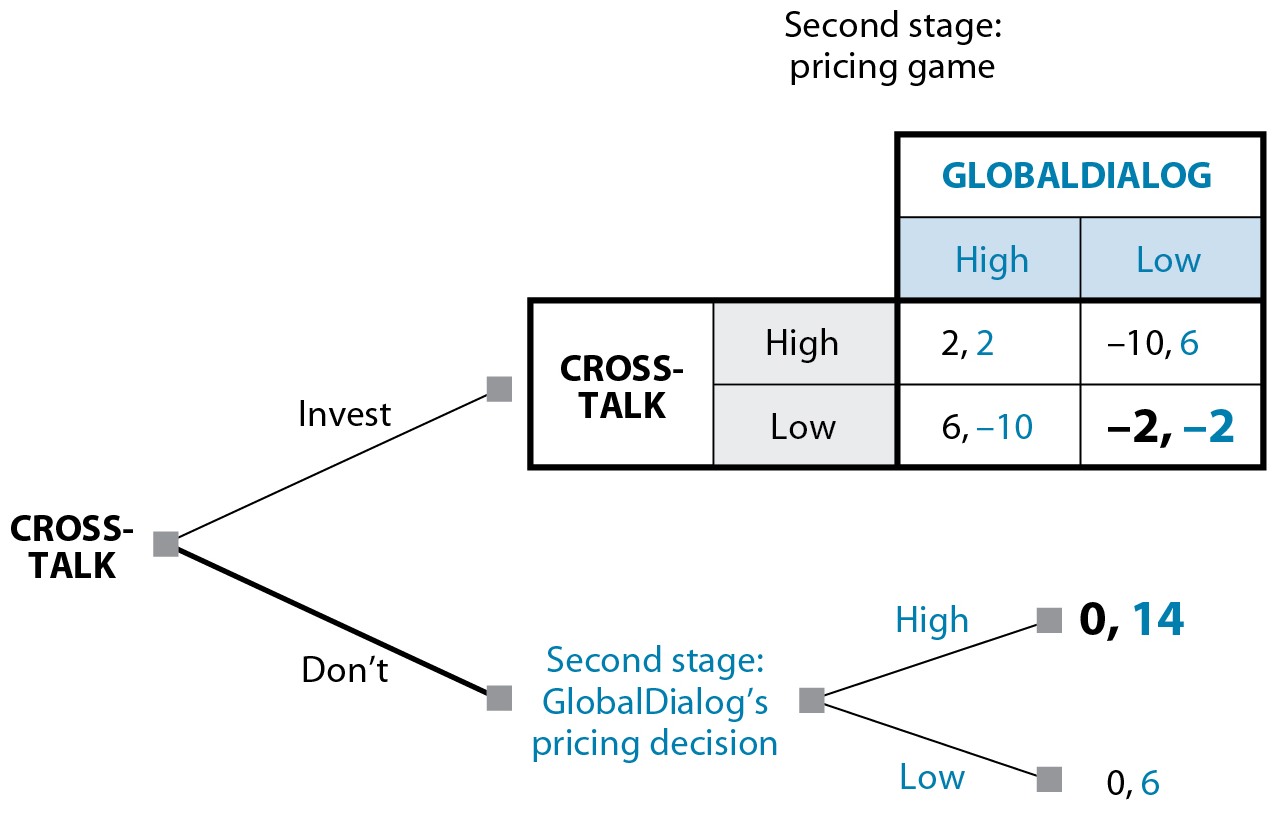 Second stage:
pricing game
GLOBALDIALOG
High Low
CROSS-
TALK
High 2, 2 –10, 6
Low 6, –10 –2, –2
Invest
CROSS-
TALK
Don’t
Second stage:
GlobalDialog’s
pricing decision
High 0, 14
Low 0, 6